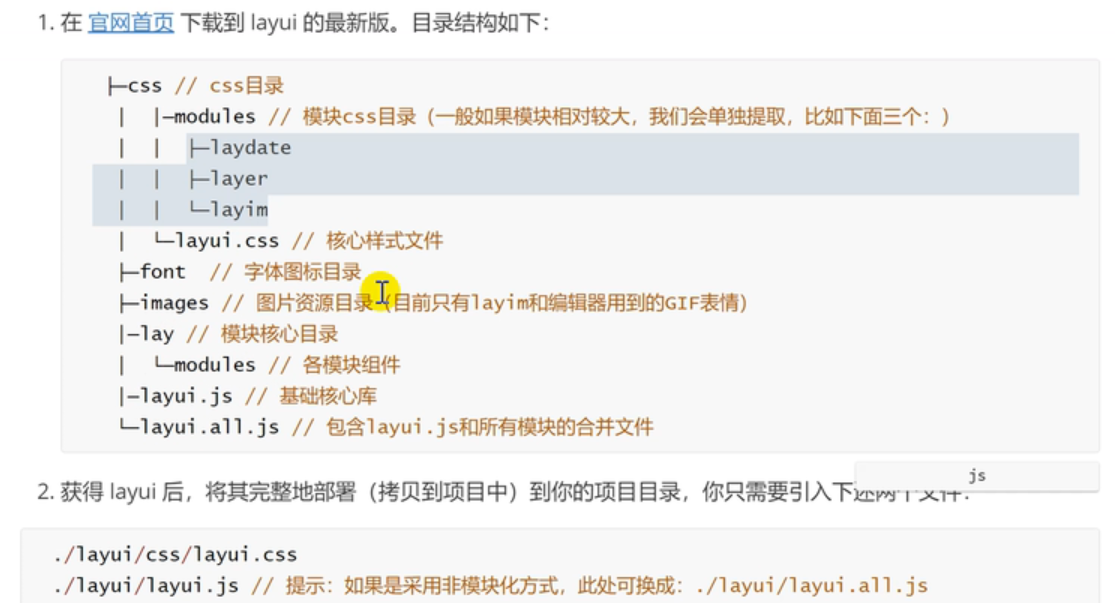 1. 在 官网首页 下载到 layui 的最新版。目录结构如下：
├─css // css目录
│  │─modules // 模块css目录（一般如果模块相对较大，我们会单独提取，比如下面三个：）
│  │  ├─laydate
│  │  ├─layer
│  │  └─layim
│  └─layui.css // 核心样式文件
├─font  // 字体图标目录
├─images // 图片资源目录（目前只有layim和编辑器用到的GIF表情）
│─lay // 模块核心目录
│  └─modules // 各模块组件
│─layui.js // 基础核心库
└─layui.all.js // 包含layui.js和所有模块的合并文件
js
2. 获得 layui 后，将其完整地部署（拷贝到项目中）到你的项目目录，你只需要引入下述两个文件：
./layui/css/layui.css
./layui/layui.js // 提示：如果是采用非模块化方式，此处可换成：./layui/layui.all.js